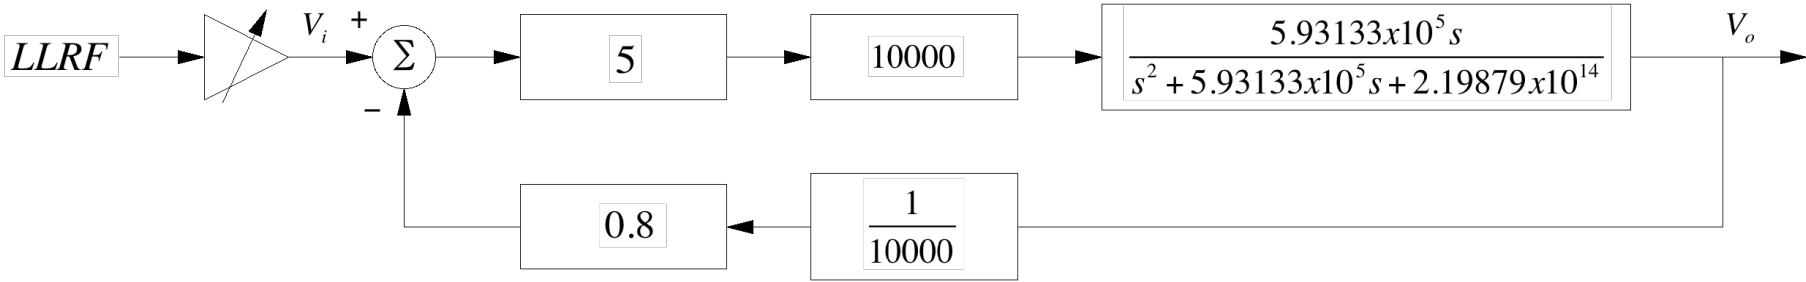 LLRF
V_i
+
−
Σ
5
10000
5.93133x10^5 s
s^2 + 5.93133x10^5 s + 2.19879x10^14
V_o
0.8
1
10000